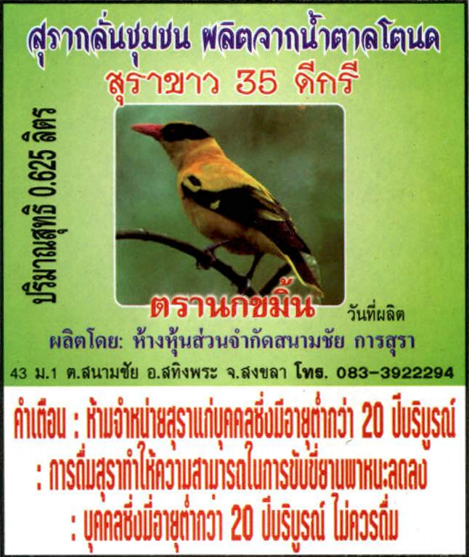 สุรากลั่นชุมชน ผลิตจากน้ำตาลโตนด
สุราขาว 35 ดีกรี
ปริมาณสุทธิ 0.625 ลิตร
ตรานกขมิ้น
วันที่ผลิต
ผลิตโดย: ห้างหุ้นส่วนจำกัดสนามชัย การสุรา
43 ม.1 ต.สนามชัย อ.สทิงพระ จ.สงขลา โทร. 083-3922294
คำเตือน : ห้ามจำหน่ายสุราแก่บุคคลซึ่งมีอายุต่ำกว่า 20 ปีบริบูรณ์
: การดื่มสุราทำให้ความสามารถในการขับขี่ยานพาหนะลดลง
: บุคคลซึ่งมีอายุต่ำกว่า 20 ปีบริบูรณ์ ไม่ควรดื่ม